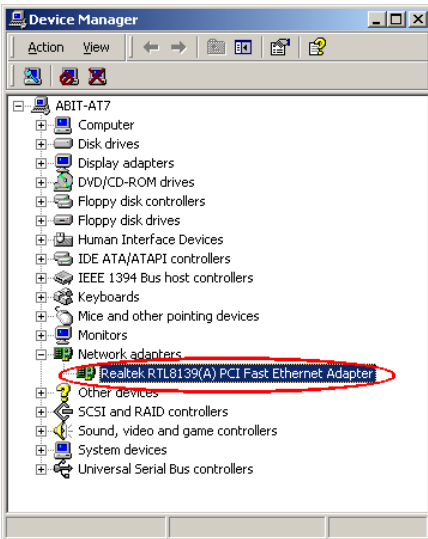 Device Manager
Action View
ABIT-AT7
Computer
Disk drives
Display adapters
DVD/CD-ROM drives
Floppy disk controllers
Floppy disk drives
Human Interface Devices
IDE ATA/ATAPI controllers
IEEE 1394 Bus host controllers
Keyboards
Mice and other pointing devices
Monitors
Network adapters
Realtek RTL8139(A) PCI Fast Ethernet Adapter
Other devices
SCSI and RAID controllers
Sound, video and game controllers
System devices
Universal Serial Bus controllers